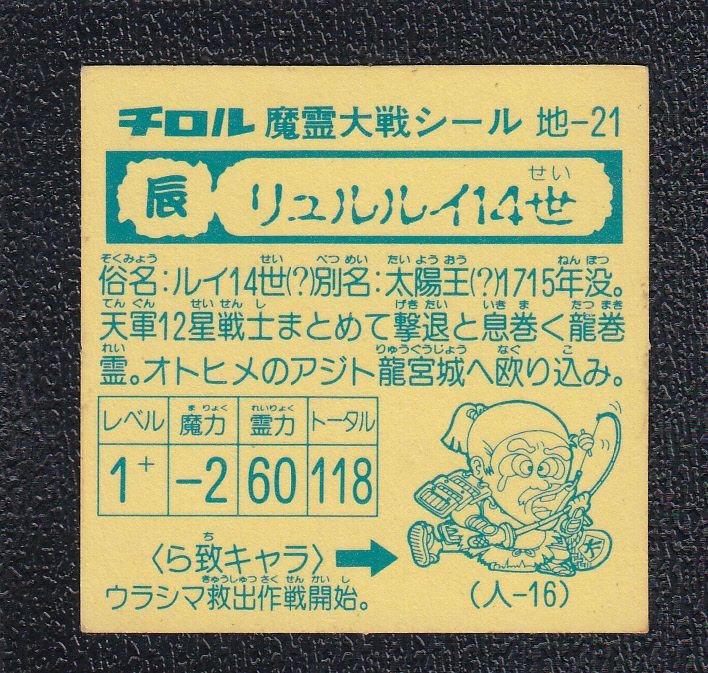 チロル 魔霊大戦シール 地-21
せい
辰 リュルルイ14世
ぞくみょう せい べつめい たいようおう ねんぼつ
俗名:ルイ14世(?)別名:太陽王(?)1715年没。
てんぐん せいせんし げきたい いきま たつまき
天軍12星戦士まとめて撃退と息巻く龍巻
れい りゅうぐうじょう なぐ こ
霊。オトヒメのアジト龍宮城へ欧り込み。
まりょく れいりょく
レベル 魔力 霊力 トータル
1+ -2 60 118
ち
〈ら致キャラ〉
きゅうしゅつさくせんかいし
ウラシマ救出作戦開始。
(人-16)